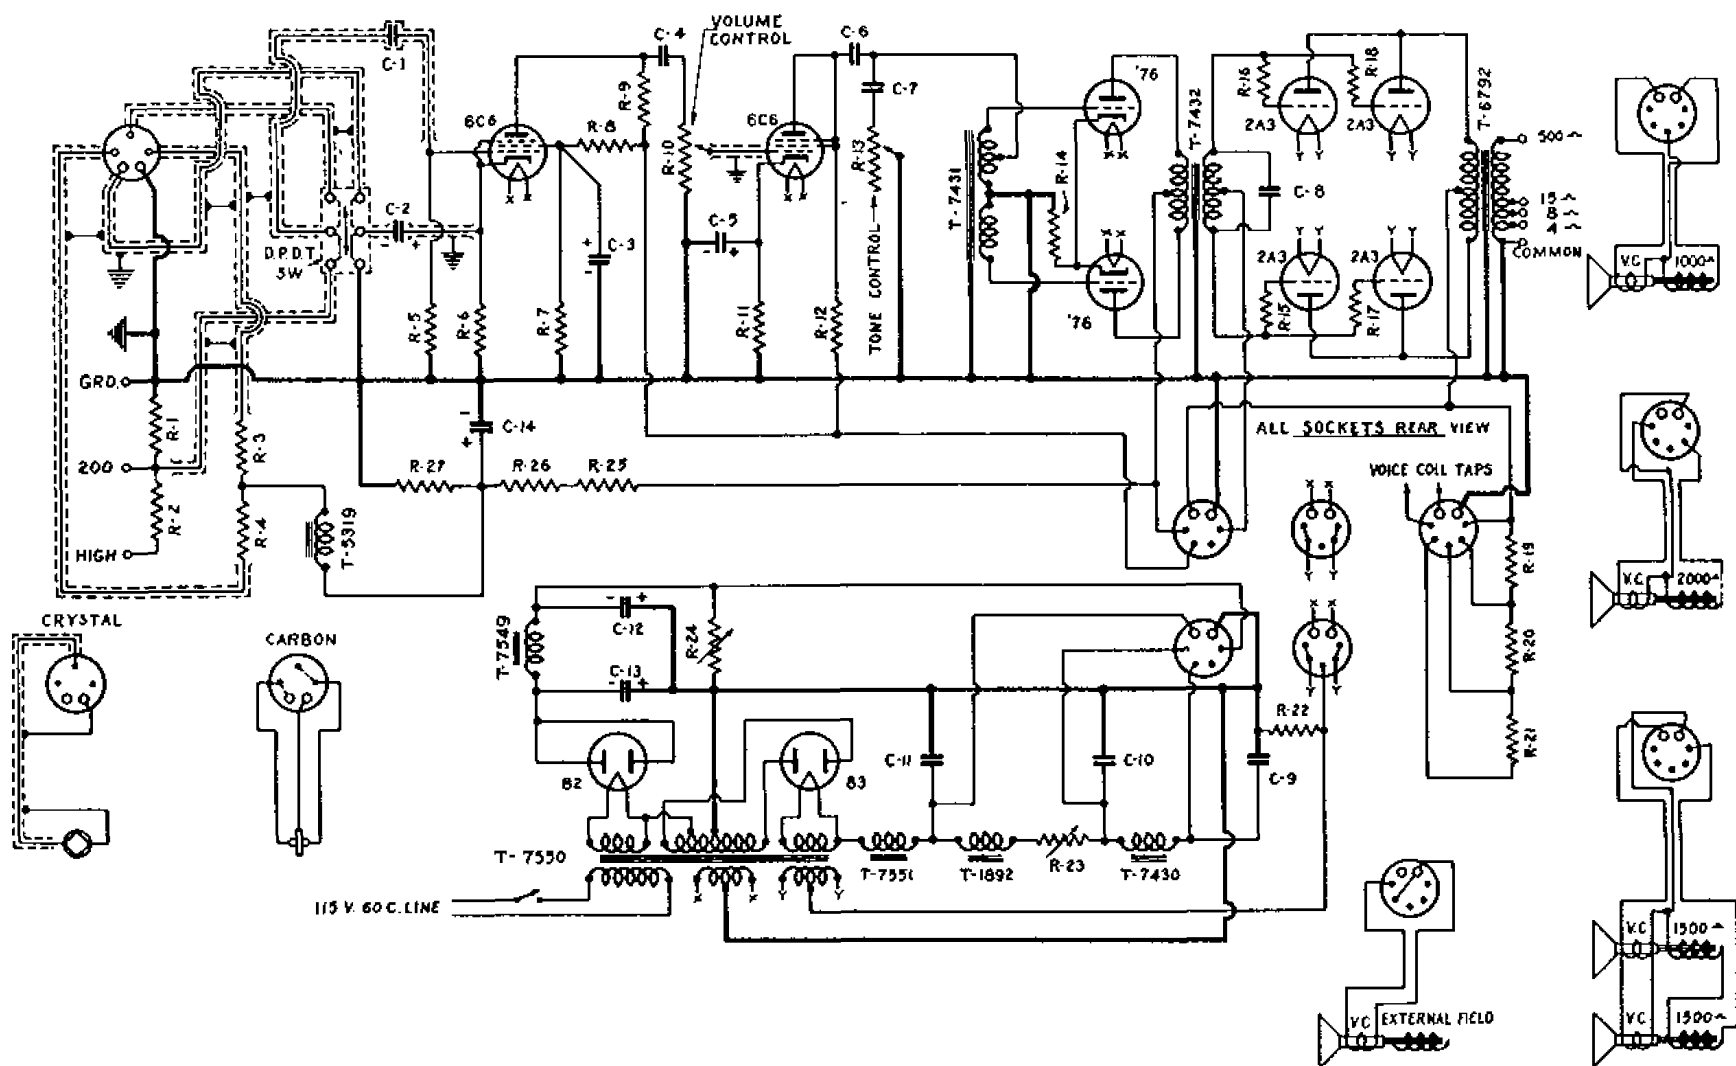 C-1
C-4
VOLUME
CONTROL
C-6
R-9
C-7
'76
R-16
R-18
T-7432
T-6792
6C6
R-8
R-10
6C6
R-13
R-14
2A3
2A3
500~
C-2
D.P.D.T.
SW
C-3
C-5
T-7431
C-8
15~
8~
4~
COMMON
2A3
2A3
V.C.
1000~
R-5
R-6
R-7
R-11
R-12
TONE CONTROL
'76
R-15
R-17
GRD.
R-1
R-3
C-14
ALL SOCKETS REAR VIEW
200
R-27
R-26
R-25
VOICE COIL TAPS
R-2
R-4
HIGH
T-5319
X X
Y Y
R-19
V.C.
2000~
CRYSTAL
CARBON
T-7549
C-12
C-13
R-24
X X
Y Y
R-20
R-22
R-21
82
83
C-11
C-10
C-9
T-7550
T-7551
T-1892
R-23
T-7430
X X
Y Y
115 V. 60 C. LINE
V.C.
1500~
V.C.
EXTERNAL FIELD
V.C.
1500~